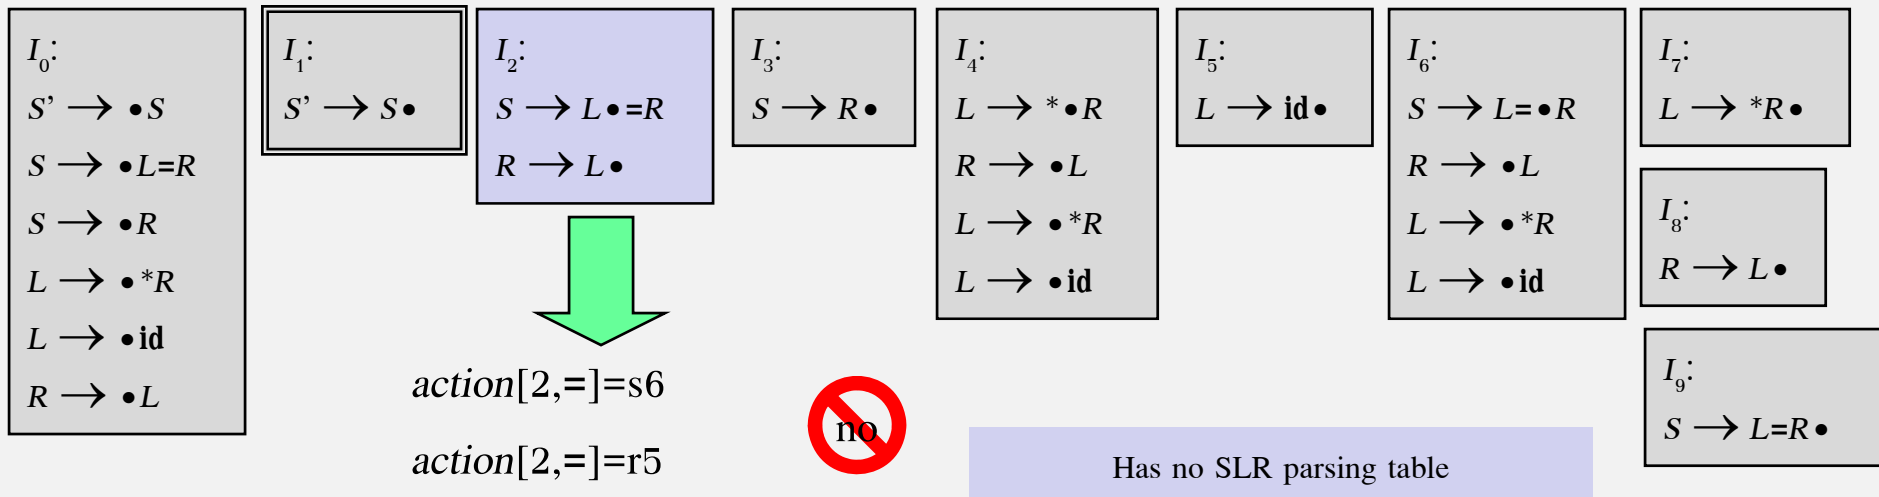 I₀:
S’ → •S
S → •L=R
S → •R
L → •*R
L → •id
R → •L
I₁:
S’ → S•
I₂:
S → L•=R
R → L•
I₃:
S → R•
I₄:
L → *•R
R → •L
L → •*R
L → •id
I₅:
L → id•
I₆:
S → L=•R
R → •L
L → •*R
L → •id
I₇:
L → *R•
I₈:
R → L•
I₉:
S → L=R•
action[2,=]=s6
action[2,=]=r5
no
Has no SLR parsing table